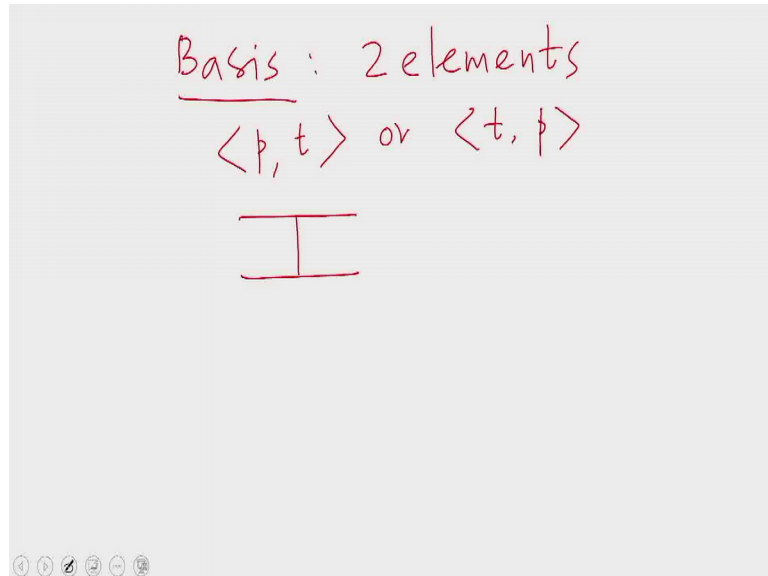 Basis : 2 elements
<p, t> or <t, p>